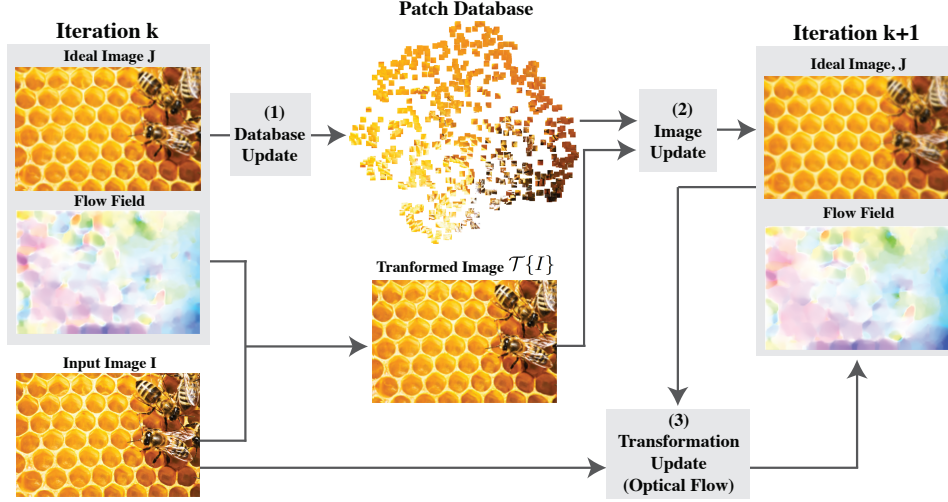 Patch Database
Iteration k
Ideal Image J
(1)
Database
Update
Flow Field
Input Image I
Tranformed Image 𝒯{I}
(2)
Image
Update
(3)
Transformation
Update
(Optical Flow)
Iteration k+1
Ideal Image, J
Flow Field